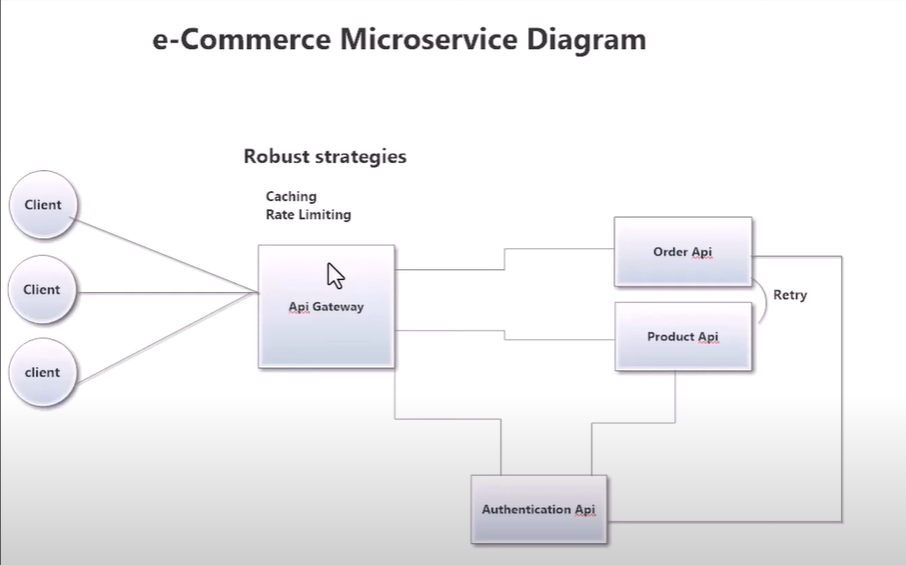 e-Commerce Microservice Diagram
Robust strategies
Caching
Rate Limiting
Client
Client
client
Api Gateway
Order Api
Retry
Product Api
Authentication Api